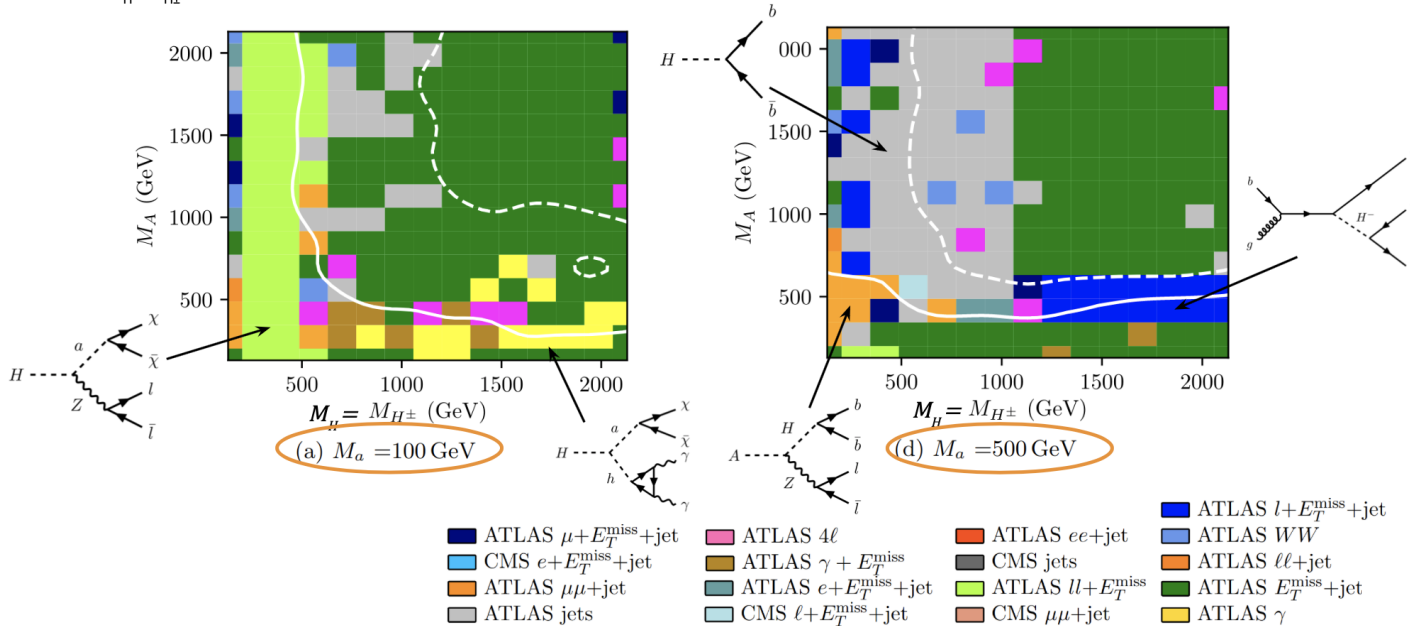 H H±
2000
1500
1000
500
M_A (GeV)
500 1000 1500 2000
M_H = M_{H±} (GeV)
(a) M_a =100 GeV
H
a
Z
χ
χ̄
l
l̄
H
a
h
χ
χ̄
γ
γ
H
b
b̄
000
1500
1000
500
M_A (GeV)
500 1000 1500 2000
M_H = M_{H±} (GeV)
(d) M_a =500 GeV
A
H
Z
b
b̄
l
l̄
b
g
H⁻
ATLAS μ+E_T^miss+jet
CMS e+E_T^miss+jet
ATLAS μμ+jet
ATLAS jets
ATLAS 4ℓ
ATLAS γ + E_T^miss
ATLAS e+E_T^miss+jet
CMS ℓ+E_T^miss+jet
ATLAS ee+jet
CMS jets
ATLAS ll+E_T^miss
CMS μμ+jet
ATLAS l+E_T^miss+jet
ATLAS WW
ATLAS ℓℓ+jet
ATLAS E_T^miss+jet
ATLAS γ